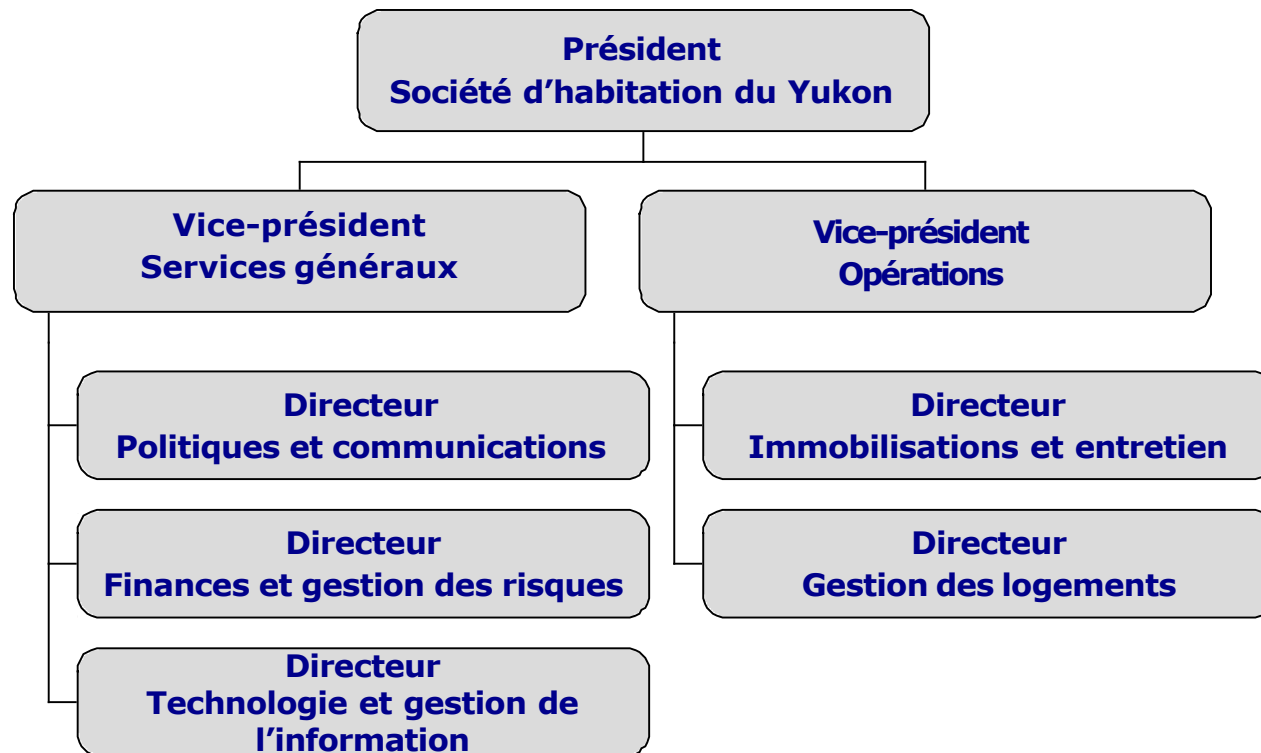 Président
Société d’habitation du Yukon
Vice-président
Services généraux
Vice-président
Opérations
Directeur
Politiques et communications
Directeur
Immobilisations et entretien
Directeur
Finances et gestion des risques
Directeur
Gestion des logements
Directeur
Technologie et gestion de
l’information